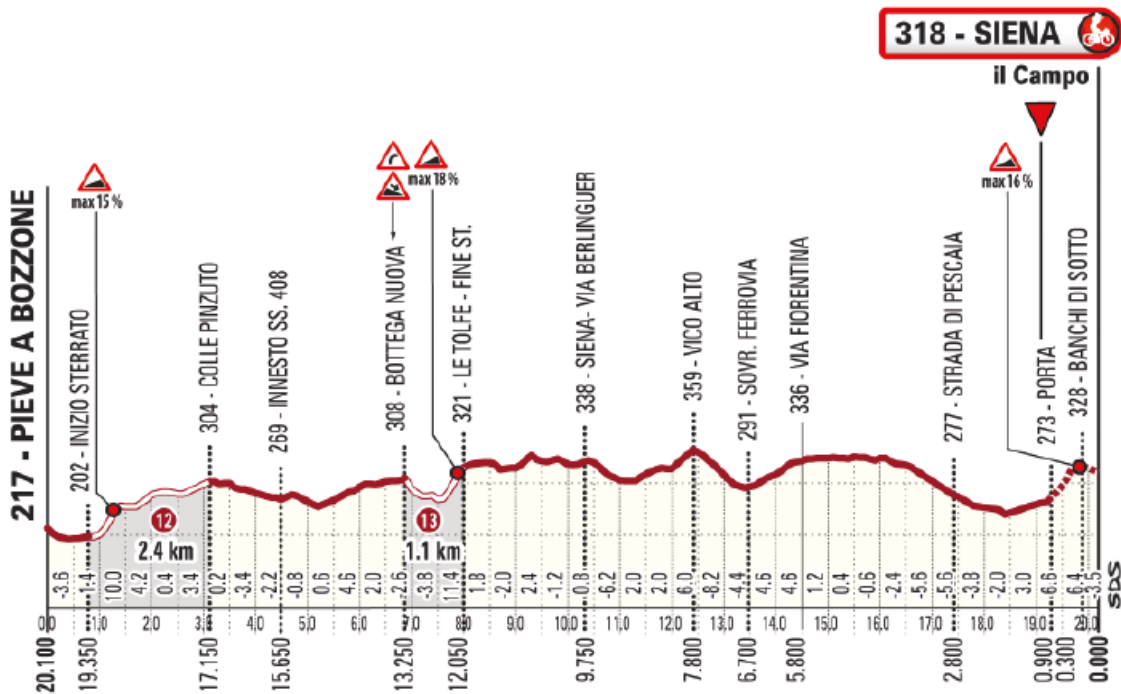 318 - SIENA
il Campo
217 - PIEVE A BOZZONE
max 15 %
202 - INIZIO STERRATO
304 - COLLE PINZUTO
269 - INNESTO SS. 408
308 - BOTTEGA NUOVA
max 18 %
321 - LE TOLFE - FINE ST.
338 - SIENA- VIA BERLINGUER
359 - VICO ALTO
291 - SOVR. FERROVIA
336 - VIA FIORENTINA
277 - STRADA DI PESCAIA
max 16 %
273 - PORTA
328 - BANCHI DI SOTTO
12
2.4 km
13
1.1 km
-3.6 1.4 10.0 4.2 0.4 3.4 0.2 -3.4 -2.2 -0.8 0.6 4.6 2.0 -2.6 -3.8 11.4 1.8 -2.0 2.4 -1.2 0.8 -6.2 2.0 2.0 6.0 -8.2 -4.4 4.6 4.6 1.2 0.4 -0.6 -2.4 -5.6 -5.6 -3.8 -2.0 3.0 6.6 6.4 -3.5
0.0 1.0 2.0 3.0 4.0 5.0 6.0 7.0 8.0 9.0 10.0 11.0 12.0 13.0 14.0 15.0 16.0 17.0 18.0 19.0 20.0
SDS
20.100 19.350 17.150 15.650 13.250 12.050 9.750 7.800 6.700 5.800 2.800 0.900 0.300 0.000